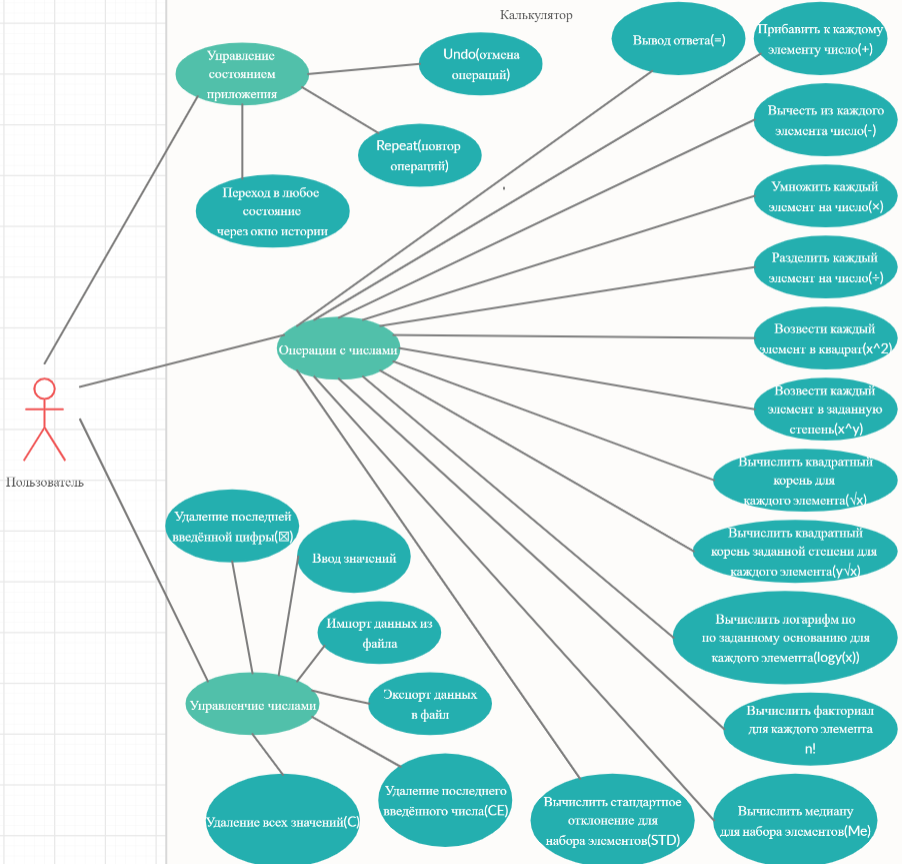 Калькулятор
Управление
состоянием
приложения
Undo(отмена
операций)
Repeat(повтор
операций)
Переход в любое
состояние
через окно истории
Вывод ответа(=)
Прибавить к каждому
элементу число(+)
Вычесть из каждого
элемента число(-)
Умножить каждый
элемент на число(×)
Разделить каждый
элемент на число(÷)
Операции с числами
Возвести каждый
элемент в квадрат(x^2)
Возвести каждый
элемент в заданную
степень(x^y)
Вычислить квадратный
корень для
каждого элемента(√x)
Вычислить квадратный
корень заданной степени для
каждого элемента(y√x)
Вычислить логарифм по
по заданному основанию для
каждого элемента(logy(x))
Вычислить факториал
для каждого элемента
n!
Вычислить медиану
для набора элементов(Me)
Вычислить стандартное
отклонение для
набора элементов(STD)
Пользователь
Удаление последней
введённой цифры(⌧)
Ввод значений
Импорт данных из
файла
Экспорт данных
в файл
Управленчие числами
Удаление последнего
введённого числа(CE)
Удаление всех значений(C)